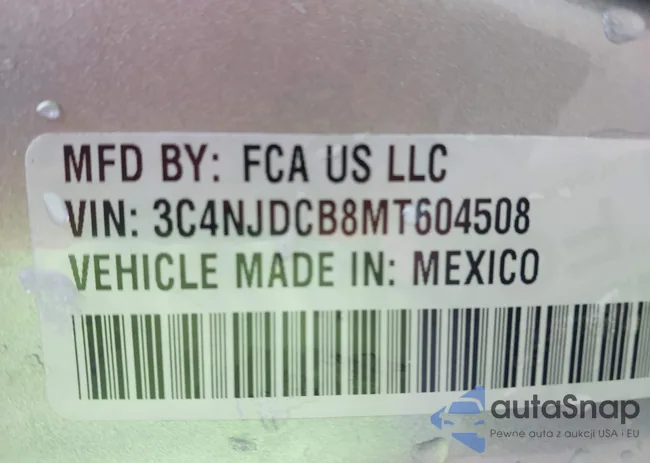 MFD BY: FCA US LLC
VIN: 3C4NJDCB8MT604508
VEHICLE MADE IN: MEXICO
autaSnap
Pewne auta z aukcji USA i EU